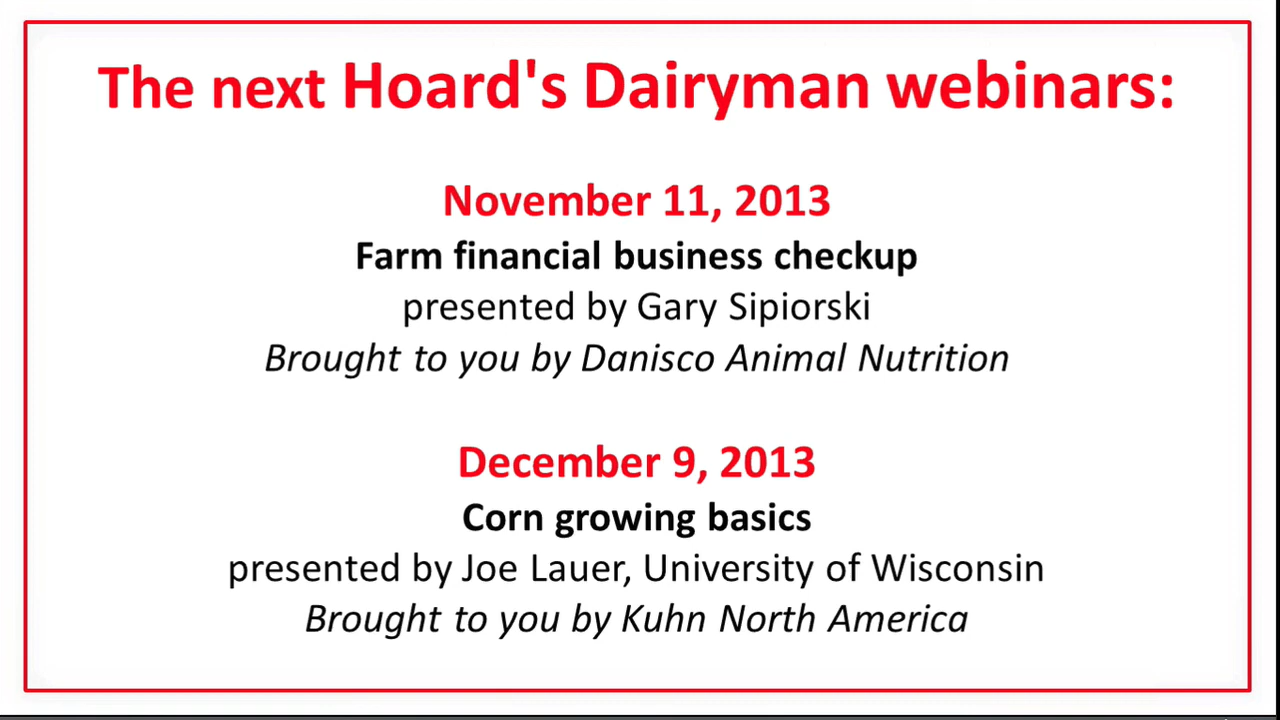 The next Hoard's Dairyman webinars:
November 11, 2013
Farm financial business checkup
presented by Gary Sipiorski
Brought to you by Danisco Animal Nutrition
December 9, 2013
Corn growing basics
presented by Joe Lauer, University of Wisconsin
Brought to you by Kuhn North America